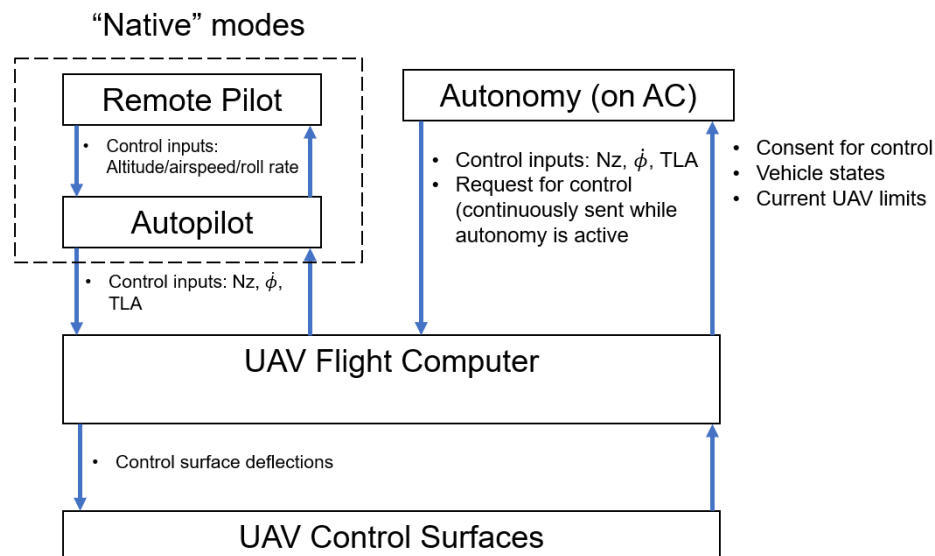 “Native” modes
Remote Pilot
• Control inputs:
Altitude/airspeed/roll rate
Autopilot
• Control inputs: Nz, ϕ̇,
TLA
Autonomy (on AC)
• Control inputs: Nz, ϕ̇, TLA
• Request for control
(continuously sent while
autonomy is active
• Consent for control
• Vehicle states
• Current UAV limits
UAV Flight Computer
• Control surface deflections
UAV Control Surfaces